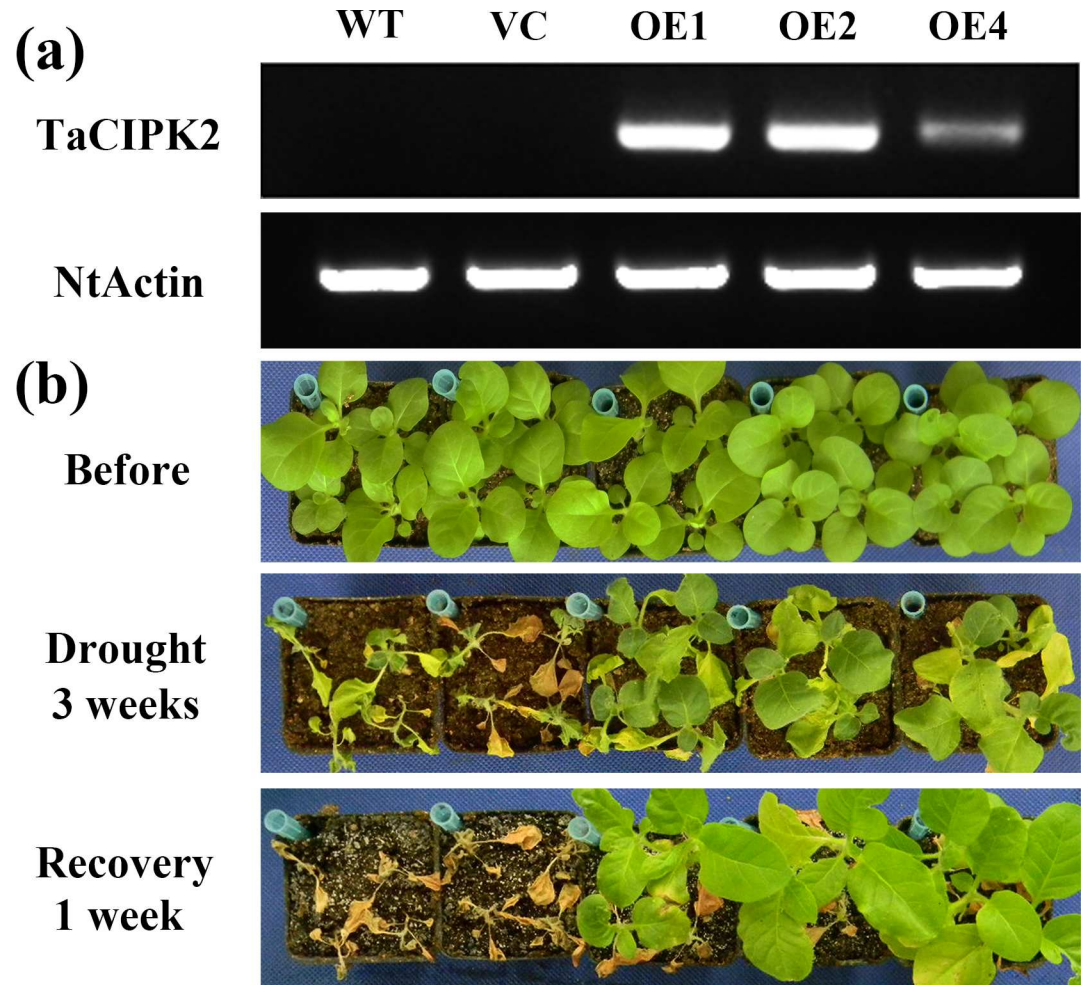 (a)
WT VC OE1 OE2 OE4
TaCIPK2
NtActin
(b)
Before
Drought
3 weeks
Recovery
1 week